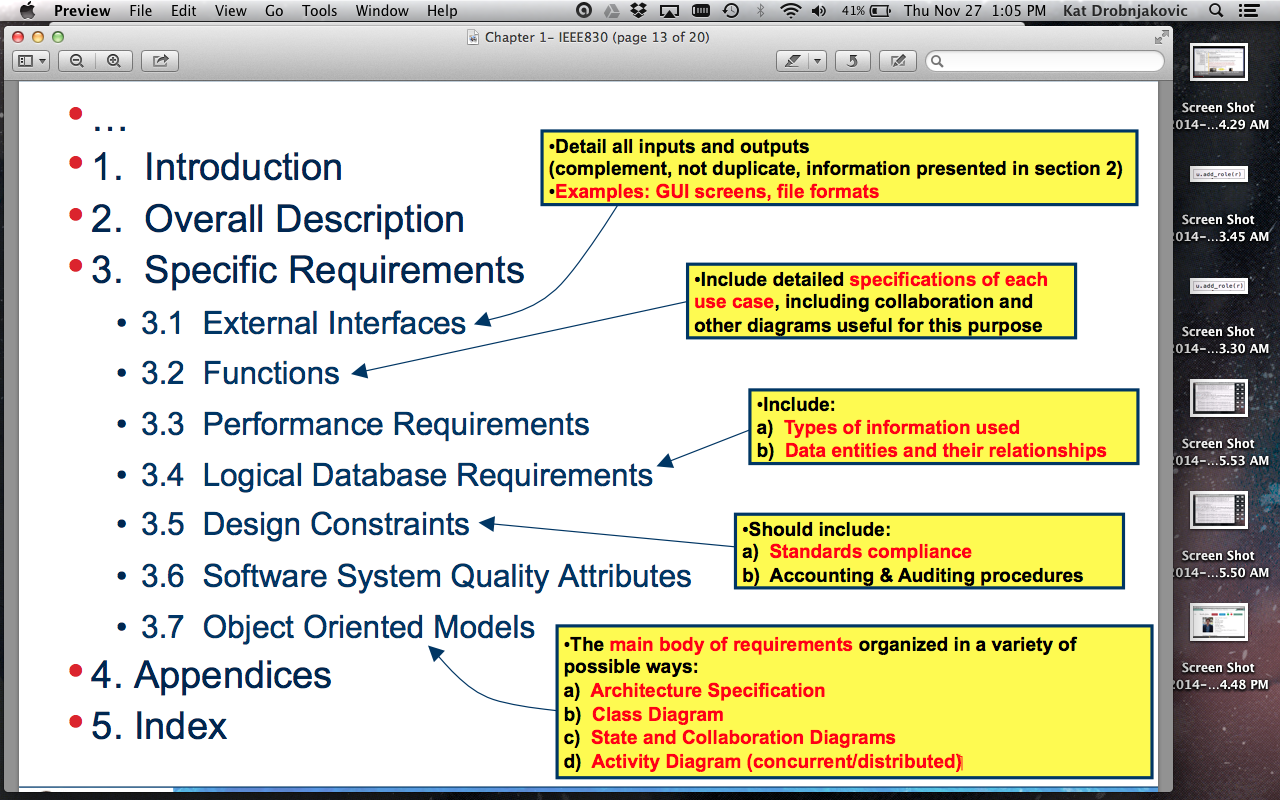 Preview File Edit View Go Tools Window Help 41% Thu Nov 27 1:05 PM Kat Drobnjakovic
Chapter 1– IEEE830 (page 13 of 20)
• …
• 1. Introduction
• 2. Overall Description
• 3. Specific Requirements
• 3.1 External Interfaces
• 3.2 Functions
• 3.3 Performance Requirements
• 3.4 Logical Database Requirements
• 3.5 Design Constraints
• 3.6 Software System Quality Attributes
• 3.7 Object Oriented Models
• 4. Appendices
• 5. Index
•Detail all inputs and outputs
(complement, not duplicate, information presented in section 2)
•Examples: GUI screens, file formats
•Include detailed specifications of each
use case, including collaboration and
other diagrams useful for this purpose
•Include:
a) Types of information used
b) Data entities and their relationships
•Should include:
a) Standards compliance
b) Accounting & Auditing procedures
•The main body of requirements organized in a variety of
possible ways:
a) Architecture Specification
b) Class Diagram
c) State and Collaboration Diagrams
d) Activity Diagram (concurrent/distributed)
Screen Shot
2014-...4.29 AM
u.add_role(r)
Screen Shot
2014-...3.45 AM
u.add_role(r)
Screen Shot
2014-...3.30 AM
Screen Shot
2014-...5.53 AM
Screen Shot
2014-...5.50 AM
Screen Shot
2014-...4.48 PM